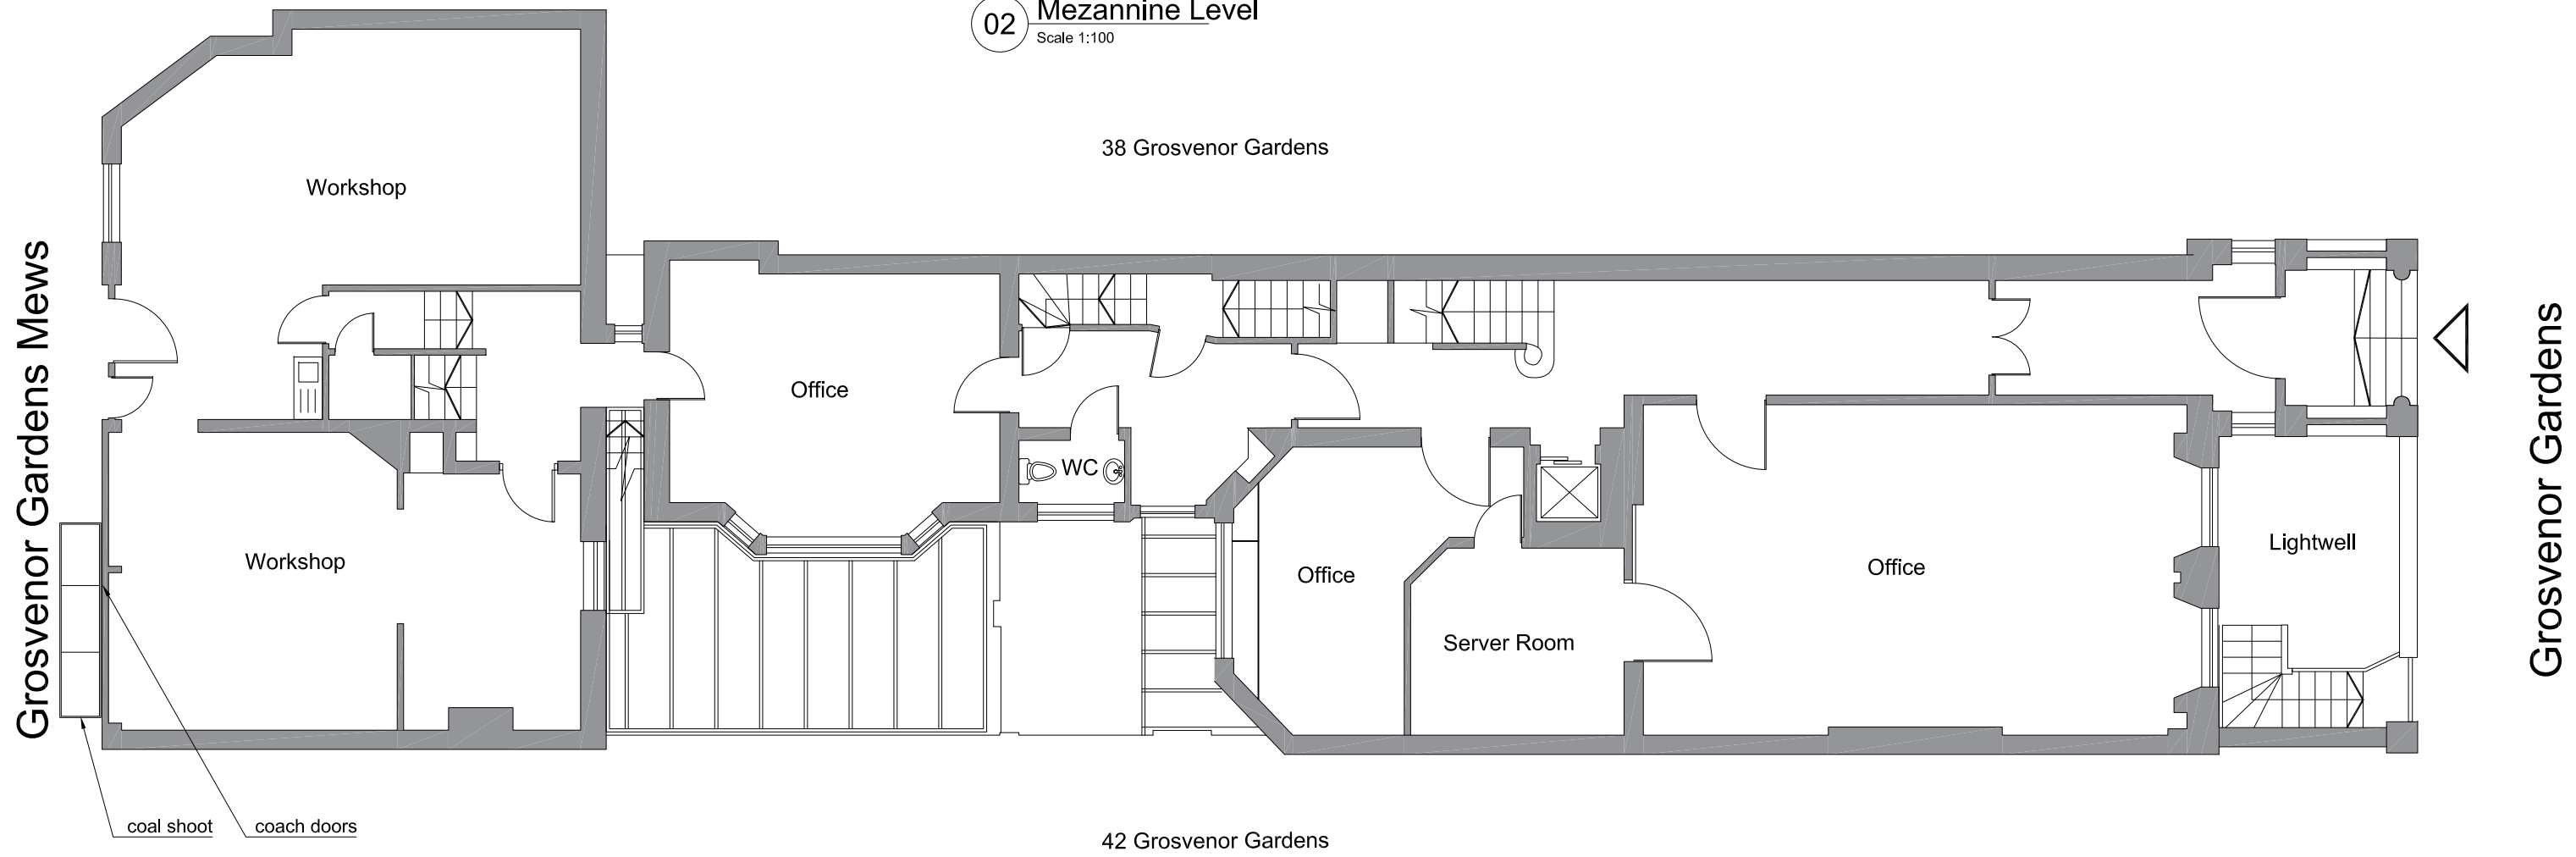 02
Mezannine Level
Scale 1:100
38 Grosvenor Gardens
Workshop
Grosvenor Gardens Mews
Office
WC
Workshop
Office
Server Room
Office
Lightwell
Grosvenor Gardens
coal shoot
coach doors
42 Grosvenor Gardens